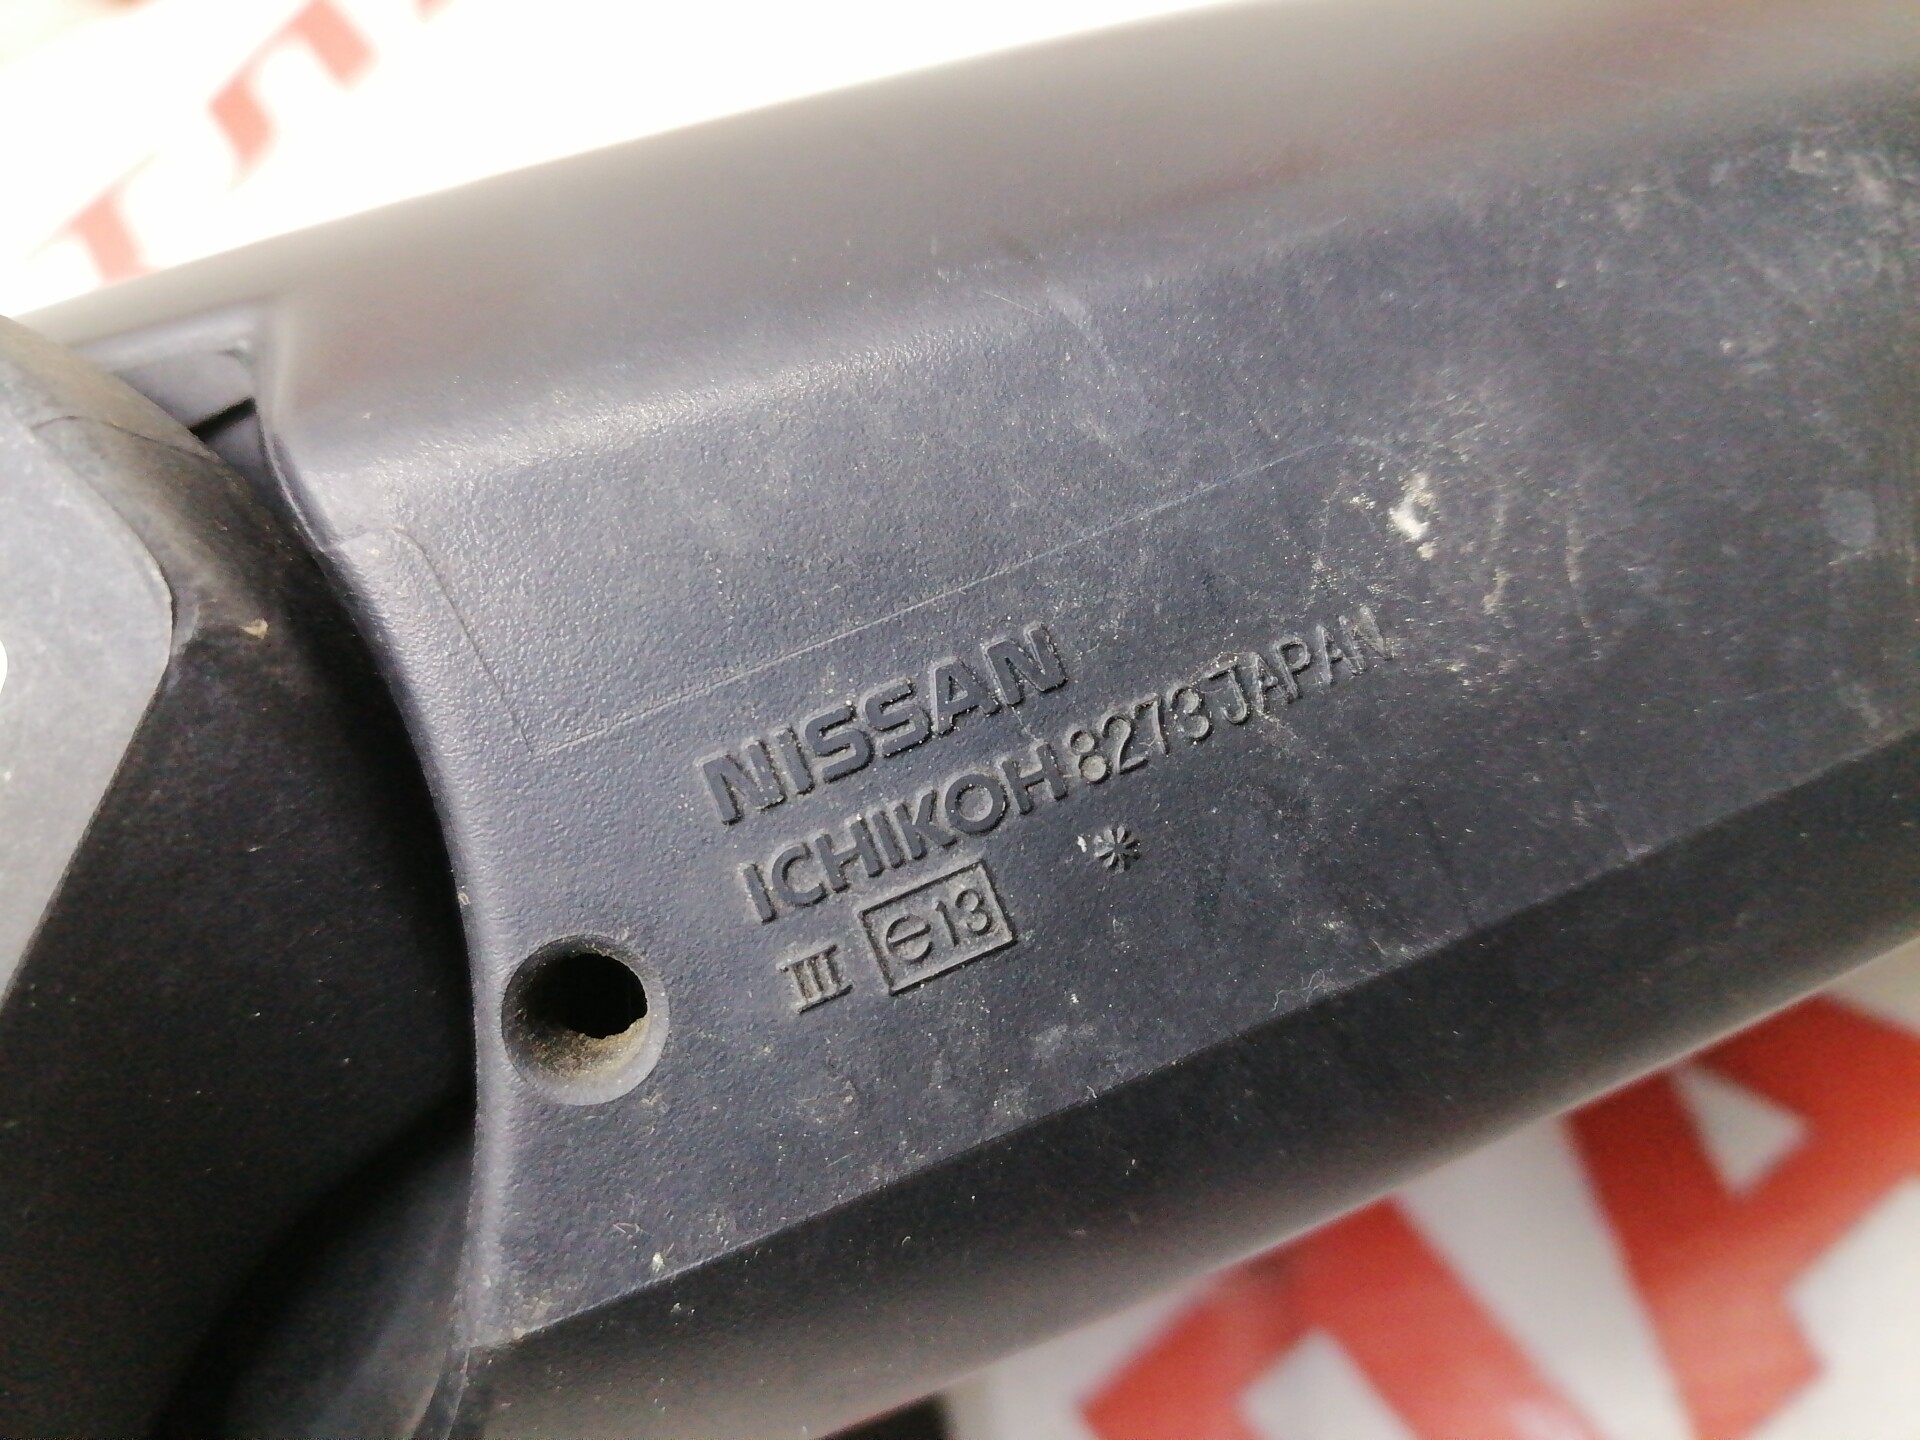 NISSAN
ICHIKOH 8273 JAPAN
III e13 *